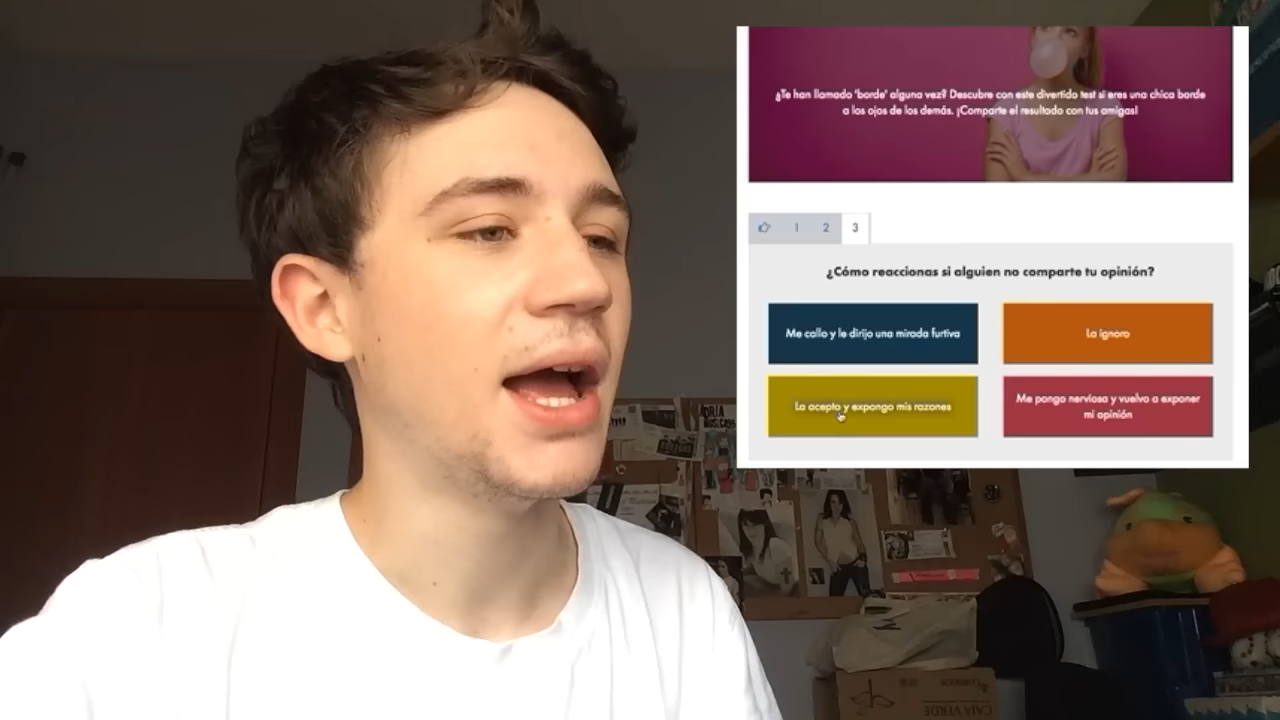 ¿Te han llamado 'borde' alguna vez? Descubre con este divertido test si eres una chica borde
a los ojos de los demás. ¡Comparte el resultado con tus amigas!
1 2 3
¿Cómo reaccionas si alguien no comparte tu opinión?
Me callo y le dirijo una mirada furtiva
La ignoro
La acepto y expongo mis razones
Me pongo nerviosa y vuelvo a exponer
mi opinión
CAJA VERDE